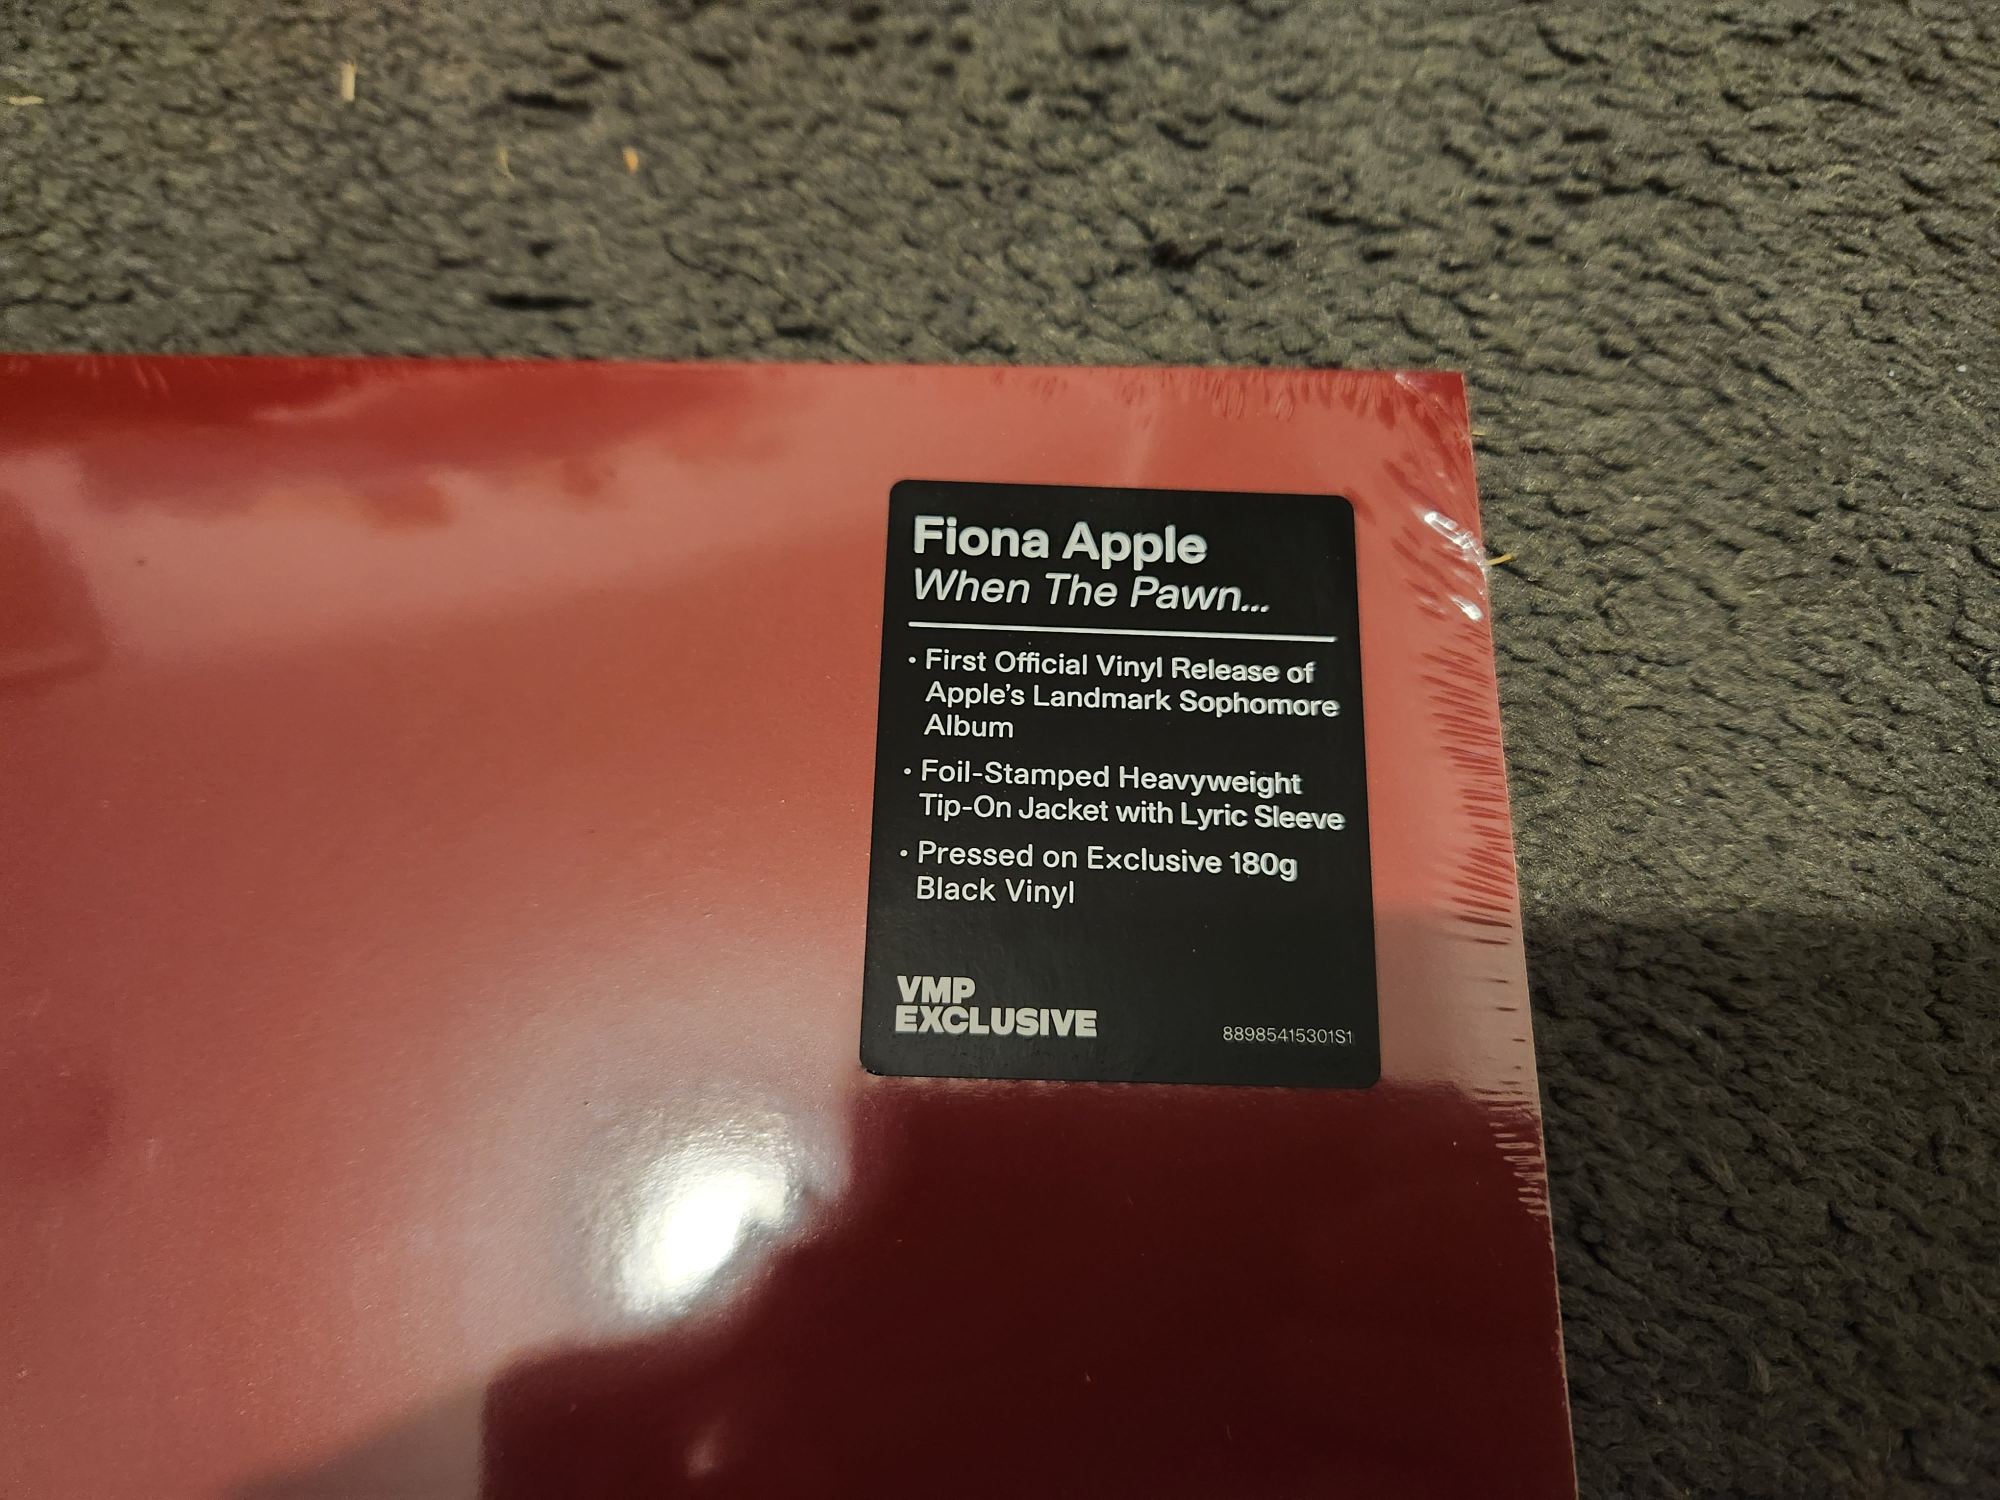 Fiona Apple
When The Pawn...
• First Official Vinyl Release of
Apple's Landmark Sophomore
Album
• Foil-Stamped Heavyweight
Tip-On Jacket with Lyric Sleeve
• Pressed on Exclusive 180g
Black Vinyl
VMP
EXCLUSIVE
88985415301S1